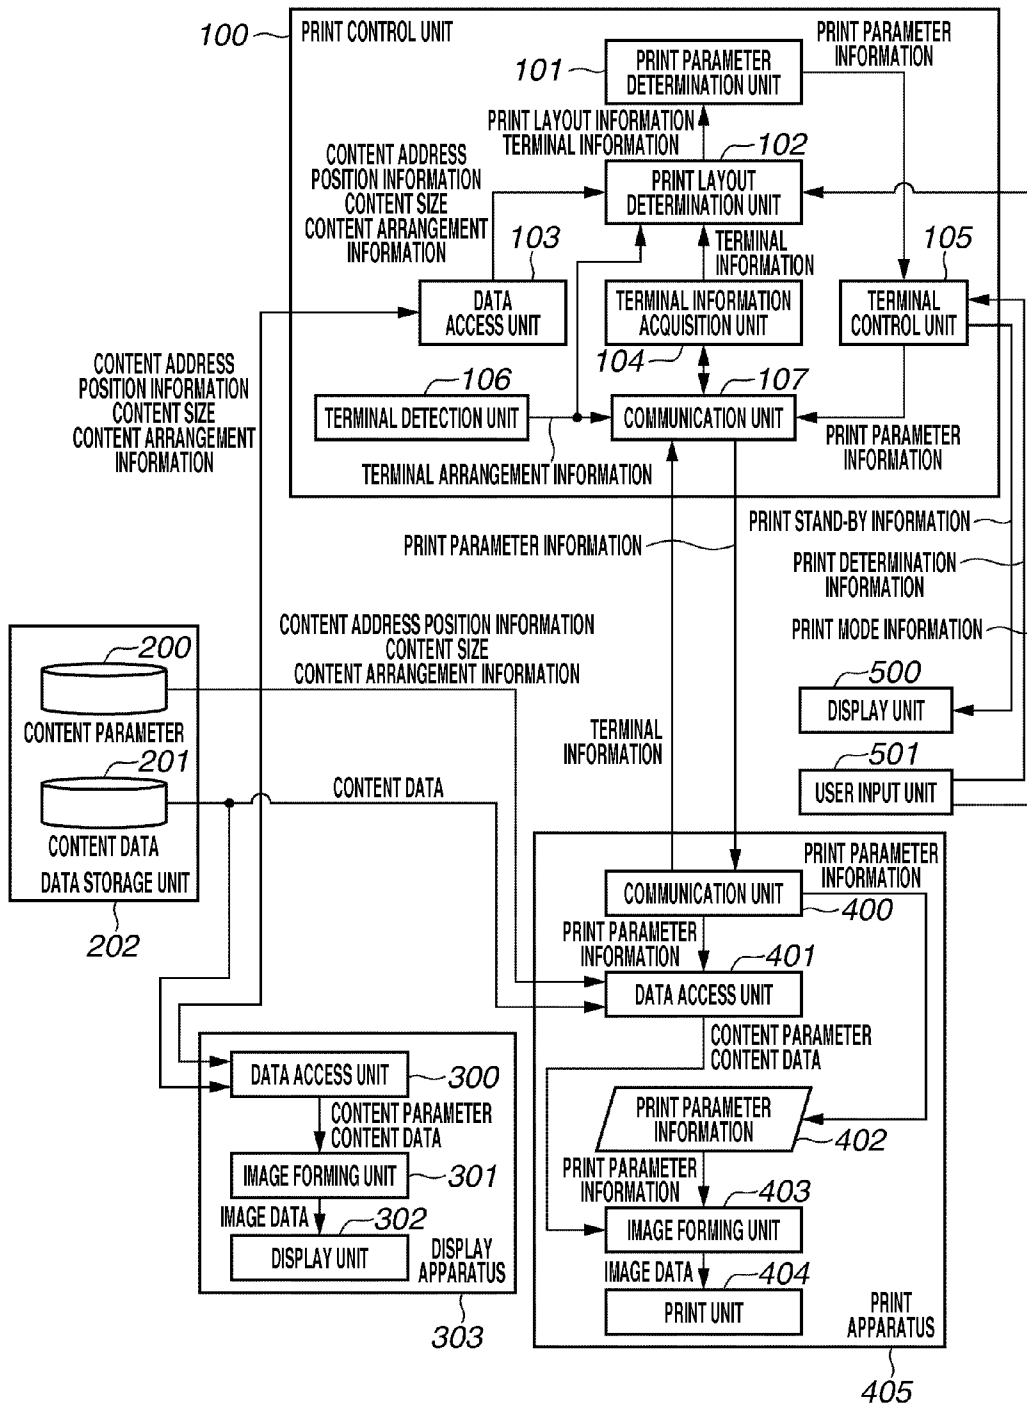 100
PRINT CONTROL UNIT
PRINT PARAMETER
INFORMATION
101
PRINT PARAMETER
DETERMINATION UNIT
PRINT LAYOUT INFORMATION
TERMINAL INFORMATION
102
PRINT LAYOUT
DETERMINATION UNIT
CONTENT ADDRESS
POSITION INFORMATION
CONTENT SIZE
CONTENT ARRANGEMENT
INFORMATION
103
DATA
ACCESS UNIT
TERMINAL
INFORMATION
105
TERMINAL
CONTROL UNIT
TERMINAL INFORMATION
ACQUISITION UNIT
104
106
TERMINAL DETECTION UNIT
107
COMMUNICATION UNIT
TERMINAL ARRANGEMENT INFORMATION
PRINT PARAMETER
INFORMATION
CONTENT ADDRESS
POSITION INFORMATION
CONTENT SIZE
CONTENT ARRANGEMENT
INFORMATION
PRINT PARAMETER INFORMATION
PRINT STAND-BY INFORMATION
PRINT DETERMINATION
INFORMATION
PRINT MODE INFORMATION
CONTENT ADDRESS POSITION INFORMATION
CONTENT SIZE
CONTENT ARRANGEMENT INFORMATION
200
CONTENT PARAMETER
201
CONTENT DATA
DATA STORAGE UNIT
202
CONTENT DATA
TERMINAL
INFORMATION
500
DISPLAY UNIT
501
USER INPUT UNIT
PRINT PARAMETER
INFORMATION
COMMUNICATION UNIT
400
PRINT PARAMETER
INFORMATION
401
DATA ACCESS UNIT
CONTENT PARAMETER
CONTENT DATA
PRINT PARAMETER
INFORMATION
402
PRINT PARAMETER
INFORMATION
403
IMAGE FORMING UNIT
IMAGE DATA
404
PRINT UNIT
PRINT
APPARATUS
405
DATA ACCESS UNIT
300
CONTENT PARAMETER
CONTENT DATA
IMAGE FORMING UNIT
301
IMAGE DATA
302
DISPLAY UNIT
DISPLAY
APPARATUS
303